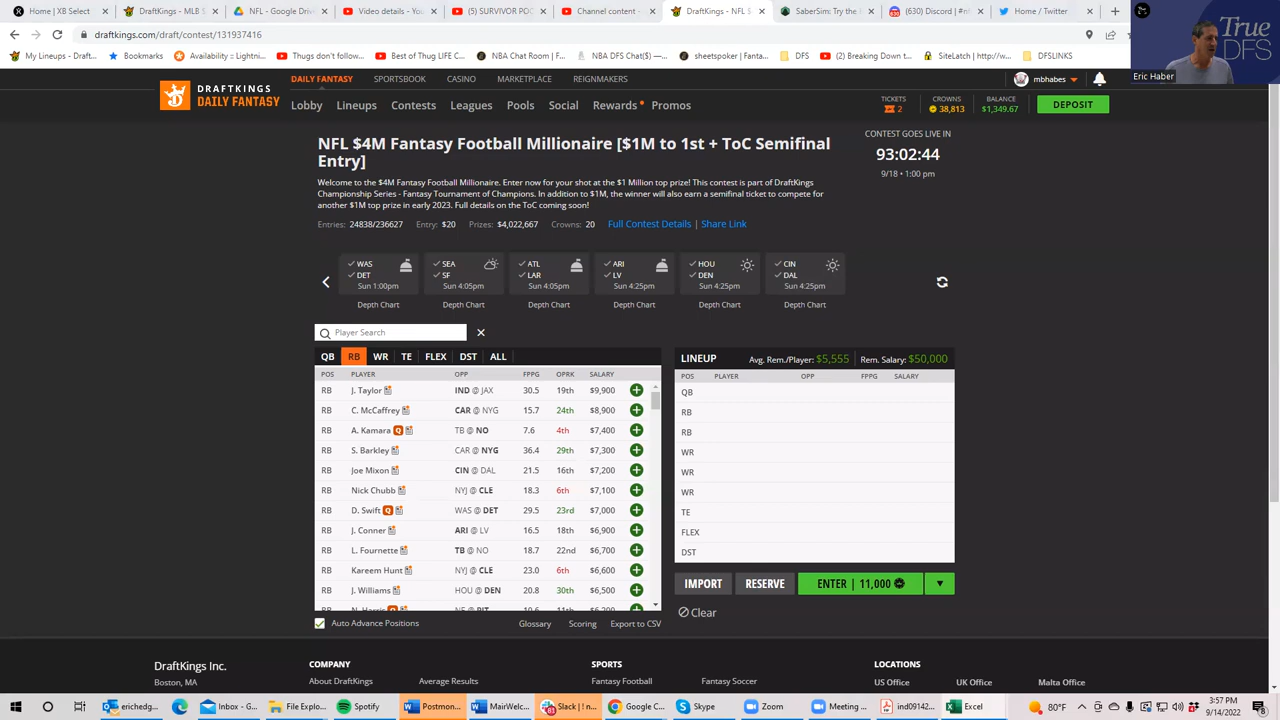 DraftKings - MLB S
NFL - Google Drive
Video details - You
(5) SURVIVOR POO
Channel content -
DraftKings - NFL S
SaberSim: Try the
(630) Discord | #n
Home / Twitter
True
DFS
Eric Haber
draftkings.com/draft/contest/131937416
My Lineups - Draft
Bookmarks
Availability :: Lightni...
Thugs don't follow...
Best of Thug LIFE C...
NBA Chat Room | F...
NBA DFS Chat($) —...
sheetspoker | Fanta...
DFS
(2) Breaking Down t...
SiteLatch | http://w...
DFSLINKS
DAILY FANTASY
SPORTSBOOK
CASINO
MARKETPLACE
REIGNMAKERS
mbhabes
DRAFTKINGS
DAILY FANTASY
Lobby
Lineups
Contests
Leagues
Pools
Social
Rewards
Promos
TICKETS
2
CROWNS
38,813
BALANCE
$1,349.67
DEPOSIT
NFL $4M Fantasy Football Millionaire [$1M to 1st + ToC Semifinal
Entry]
CONTEST GOES LIVE IN
93:02:44
9/18 • 1:00 pm
Welcome to the $4M Fantasy Football Millionaire. Enter now for your shot at the $1 Million top prize! This contest is part of DraftKings
Championship Series - Fantasy Tournament of Champions. In addition to $1M, the winner will also earn a semifinal ticket to compete for
another $1M top prize in early 2023. Full details on the ToC coming soon!
Entries: 24838/236627 Entry: $20 Prizes: $4,022,667 Crowns: 20 Full Contest Details | Share Link
WAS
DET
Sun 1:00pm
Depth Chart
SEA
SF
Sun 4:05pm
Depth Chart
ATL
LAR
Sun 4:05pm
Depth Chart
ARI
LV
Sun 4:25pm
Depth Chart
HOU
DEN
Sun 4:25pm
Depth Chart
CIN
DAL
Sun 4:25pm
Depth Chart
Player Search
QB RB WR TE FLEX DST ALL
POS PLAYER OPP FPPG OPRK SALARY
RB J. Taylor IND @ JAX 30.5 19th $9,900
RB C. McCaffrey CAR @ NYG 15.7 24th $8,900
RB A. Kamara Q TB @ NO 7.6 4th $7,400
RB S. Barkley CAR @ NYG 36.4 29th $7,300
RB Joe Mixon CIN @ DAL 21.5 16th $7,200
RB Nick Chubb NYJ @ CLE 18.3 6th $7,100
RB D. Swift Q WAS @ DET 29.5 23rd $7,000
RB J. Conner ARI @ LV 16.5 18th $6,900
RB L. Fournette TB @ NO 18.7 22nd $6,700
RB Kareem Hunt NYJ @ CLE 23.0 6th $6,600
RB J. Williams HOU @ DEN 20.8 30th $6,500
RB N. Harris Q NE @ PIT 10.6 11th $6,200
Auto Advance Positions
Glossary
Scoring
Export to CSV
LINEUP Avg. Rem./Player: $5,555 Rem. Salary: $50,000
POS PLAYER OPP FPPG SALARY
QB
RB
RB
WR
WR
WR
TE
FLEX
DST
IMPORT
RESERVE
ENTER | 11,000
Clear
DraftKings Inc.
Boston, MA
COMPANY
About DraftKings
Average Results
SPORTS
Fantasy Football
Fantasy Soccer
LOCATIONS
US Office
UK Office
Malta Office
erichedg...
Inbox - G...
File Explo...
Spotify
Postmon...
MairWelc...
Slack | ! n...
Google C...
Skype
Zoom
Meeting ...
ind09142...
Excel
80°F
3:57 PM
9/14/2022